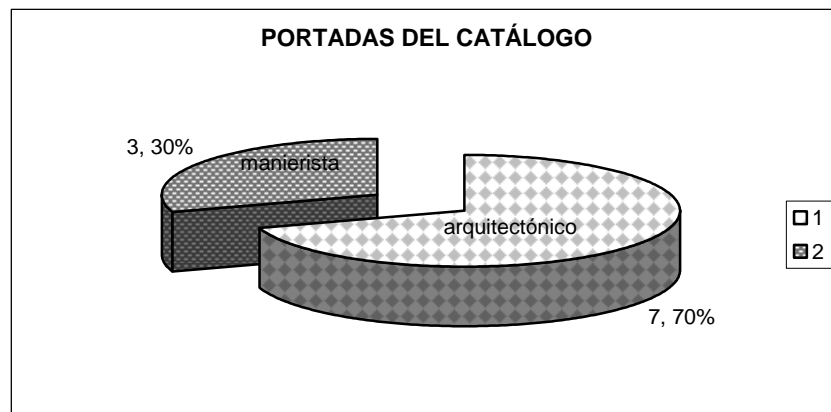 PORTADAS DEL CATÁLOGO
3, 30%
manierista
arquitectónico
7, 70%
1
2